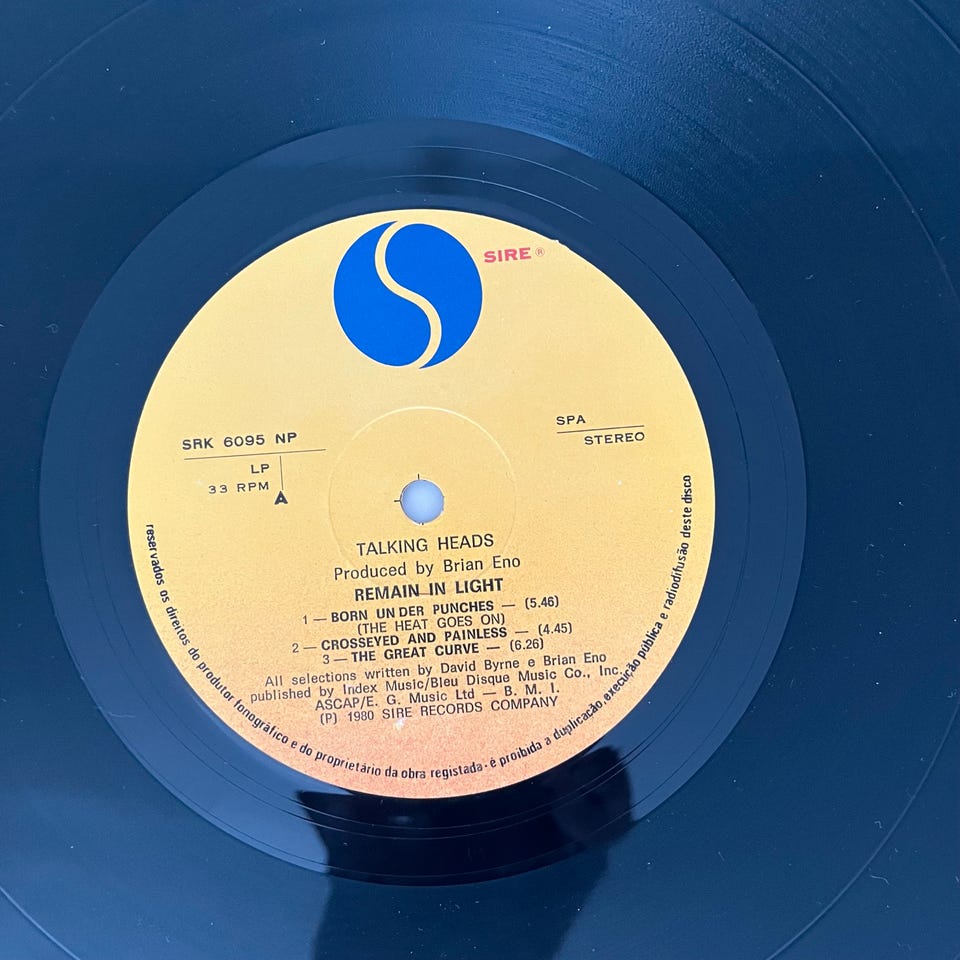 SIRE ®
SRK 6095 NP
LP
33 RPM
A
SPA
STEREO
TALKING HEADS
Produced by Brian Eno
REMAIN IN LIGHT
1 — BORN UN DER PUNCHES — (5.46)
(THE HEAT GOES ON)
2 — CROSSEYED AND PAINLESS — (4.45)
3 — THE GREAT CURVE — (6.26)
All selections written by David Byrne e Brian Eno
published by Index Music/Bleu Disque Music Co., Inc.
ASCAP/E. G. Music Ltd — B. M. I.
(P) 1980 SIRE RECORDS COMPANY
reservados os direitos do produtor fonográfico e do proprietário da obra registada · é proibida a duplicação, execução pública e radiodifusão deste disco